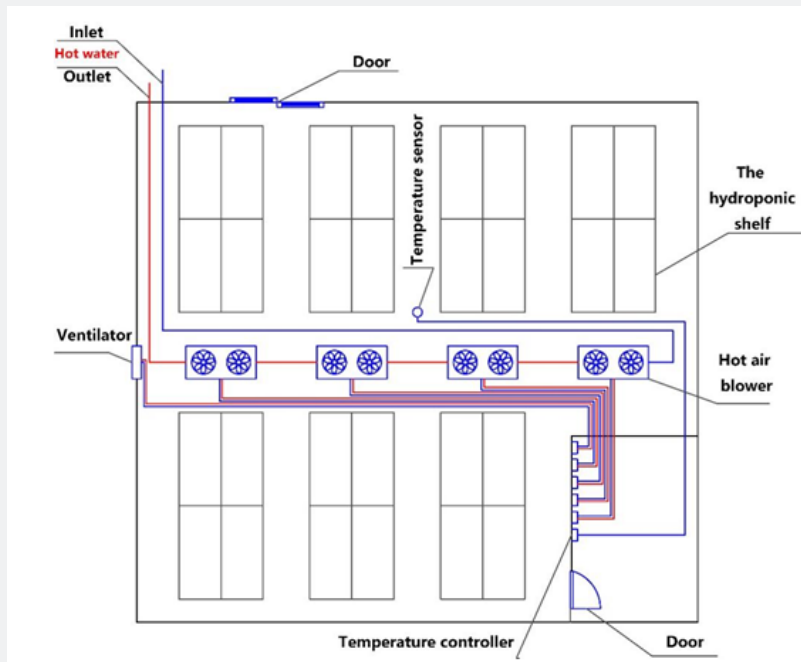 Inlet
Hot water
Outlet
Door
Temperature sensor
The
hydroponic
shelf
Ventilator
Hot air
blower
Temperature controller
Door